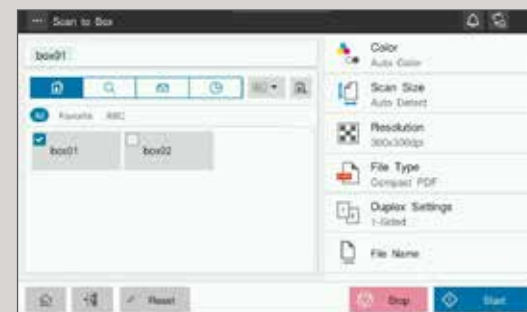 Scan to Box
box01
All Favorite ABC
box01
box02
Color
Auto Color
Scan Size
Auto Detect
Resolution
300x300dpi
File Type
Compact PDF
Duplex Settings
1-Sided
File Name
Reset
Stop
Start